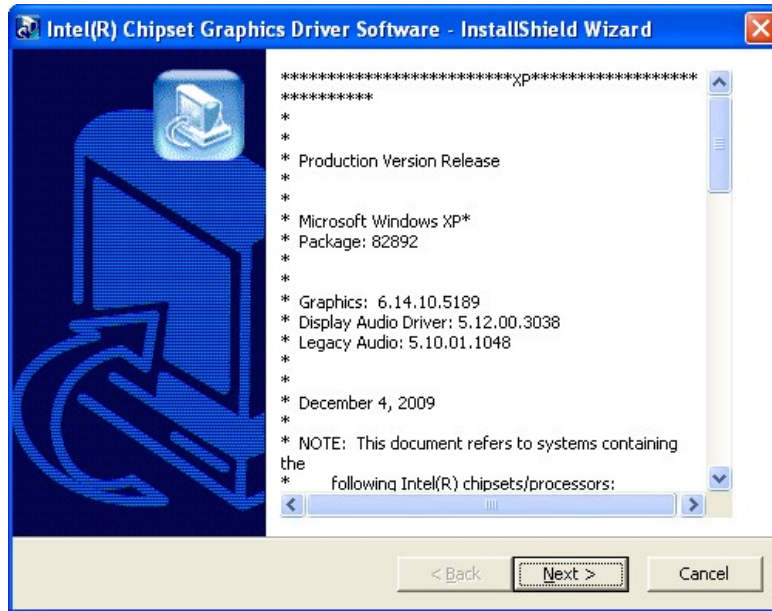 Intel(R) Chipset Graphics Driver Software - InstallShield Wizard
*************************XP******************
**********
*
*
* Production Version Release
*
*
* Microsoft Windows XP*
* Package: 82892
*
*
* Graphics: 6.14.10.5189
* Display Audio Driver: 5.12.00.3038
* Legacy Audio: 5.10.01.1048
*
*
* December 4, 2009
*
* NOTE: This document refers to systems containing
the
* following Intel(R) chipsets/processors:
< Back Next > Cancel